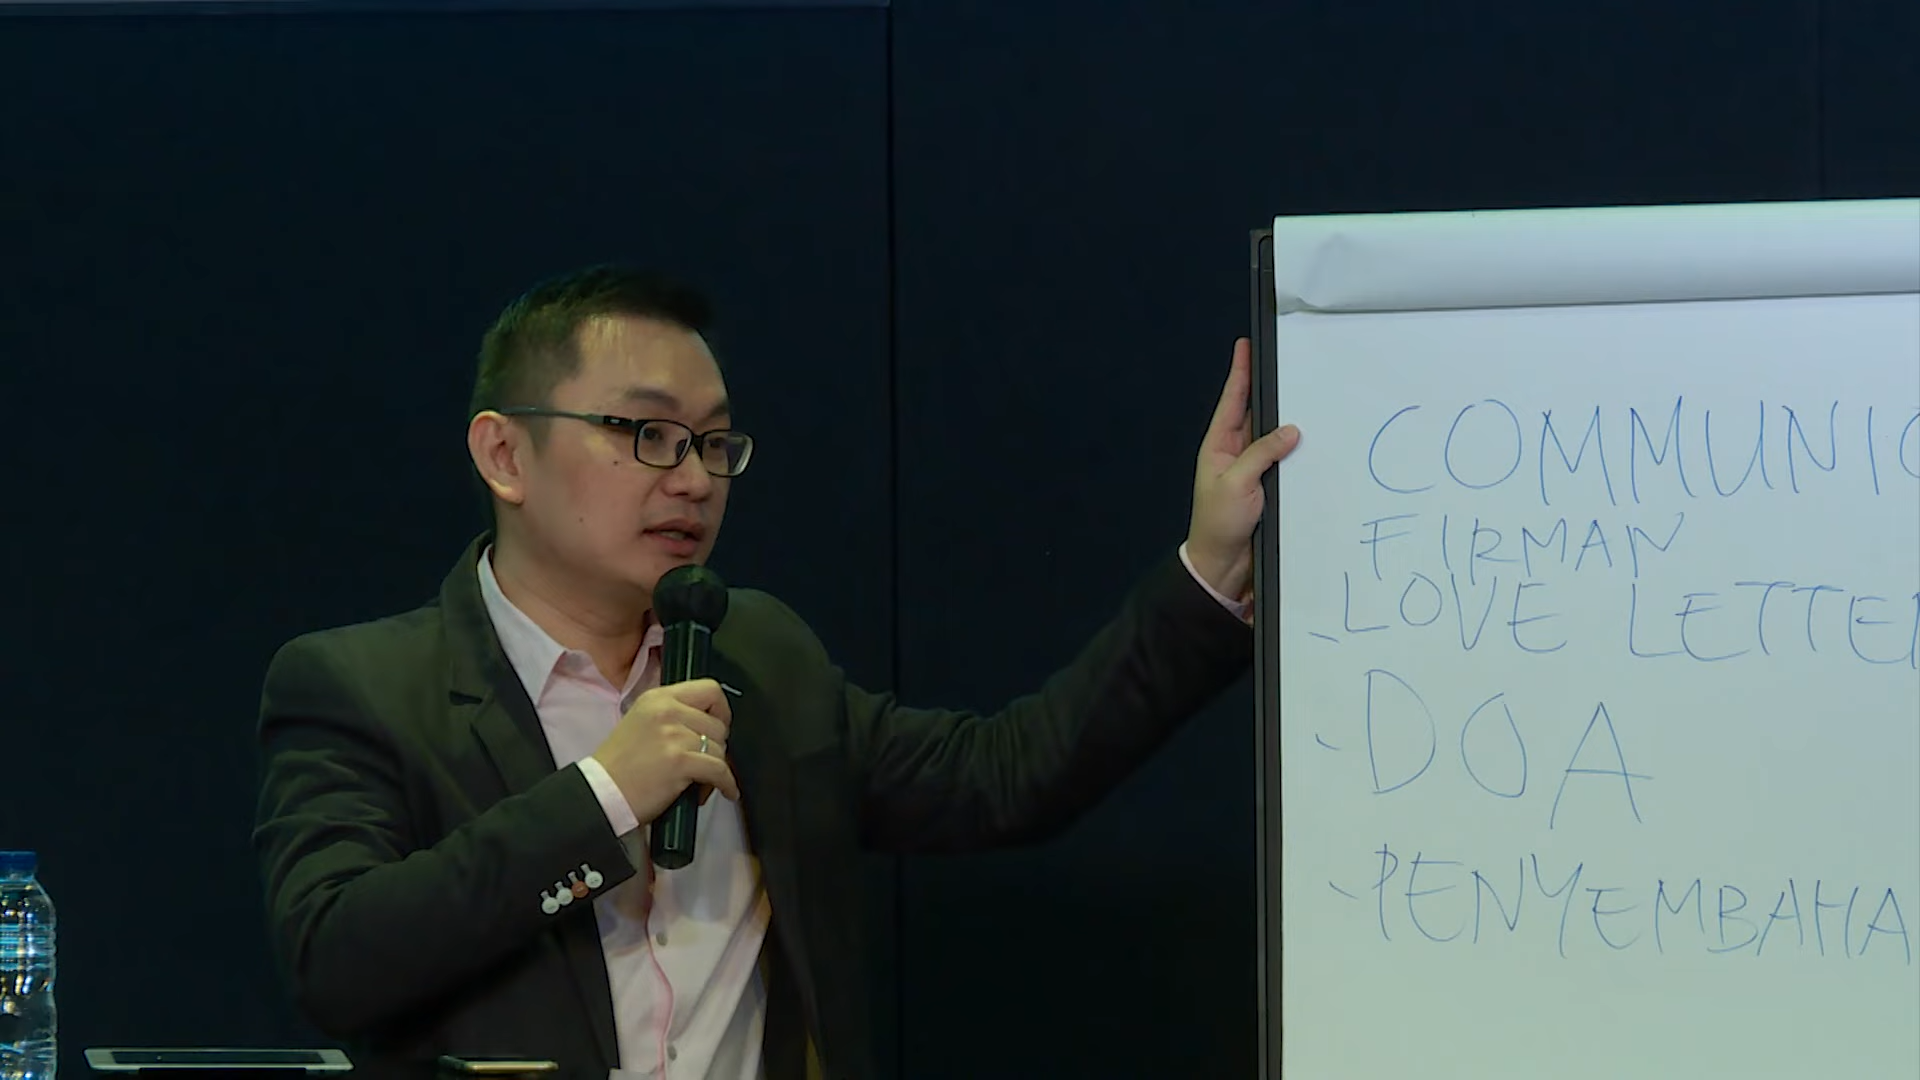 COMMUNIC
FIRMAN
- LOVE LETTE
- DOA
- PENYEMBAHA